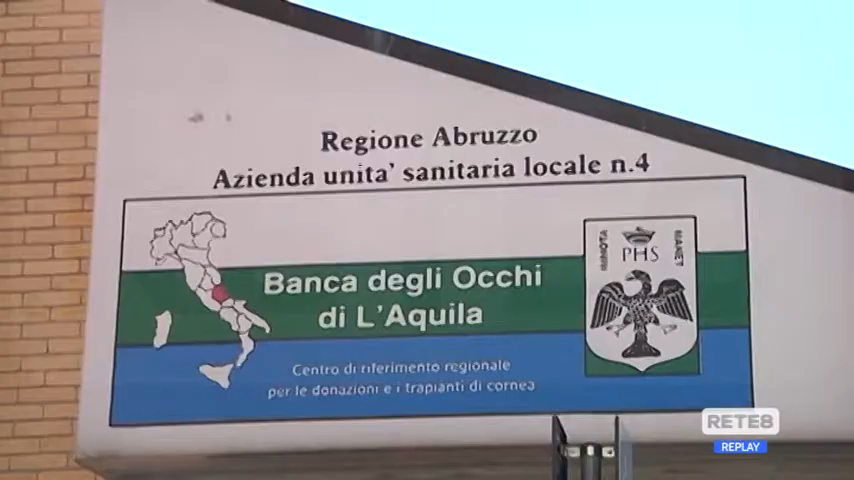 Regione Abruzzo
Azienda unita' sanitaria locale n.4
Banca degli Occhi
di L'Aquila
Centro di riferimento regionale
per le donazioni e i trapianti di cornea
PHS
RETE8
REPLAY